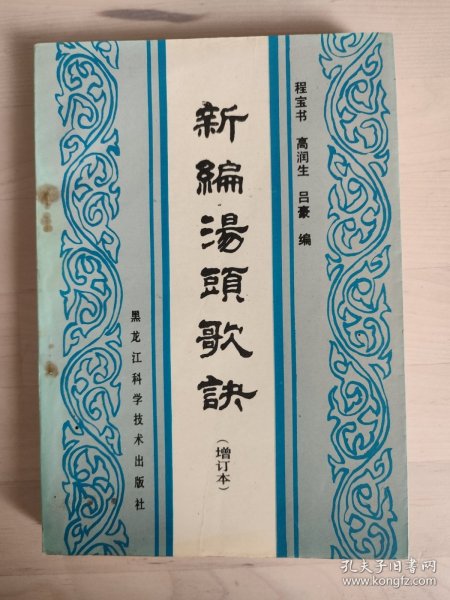 程宝书 高润生 吕豪 编
新編湯頭歌訣
（增订本）
黑龙江科学技术出版社
孔夫子旧书网
www.kongfz.com